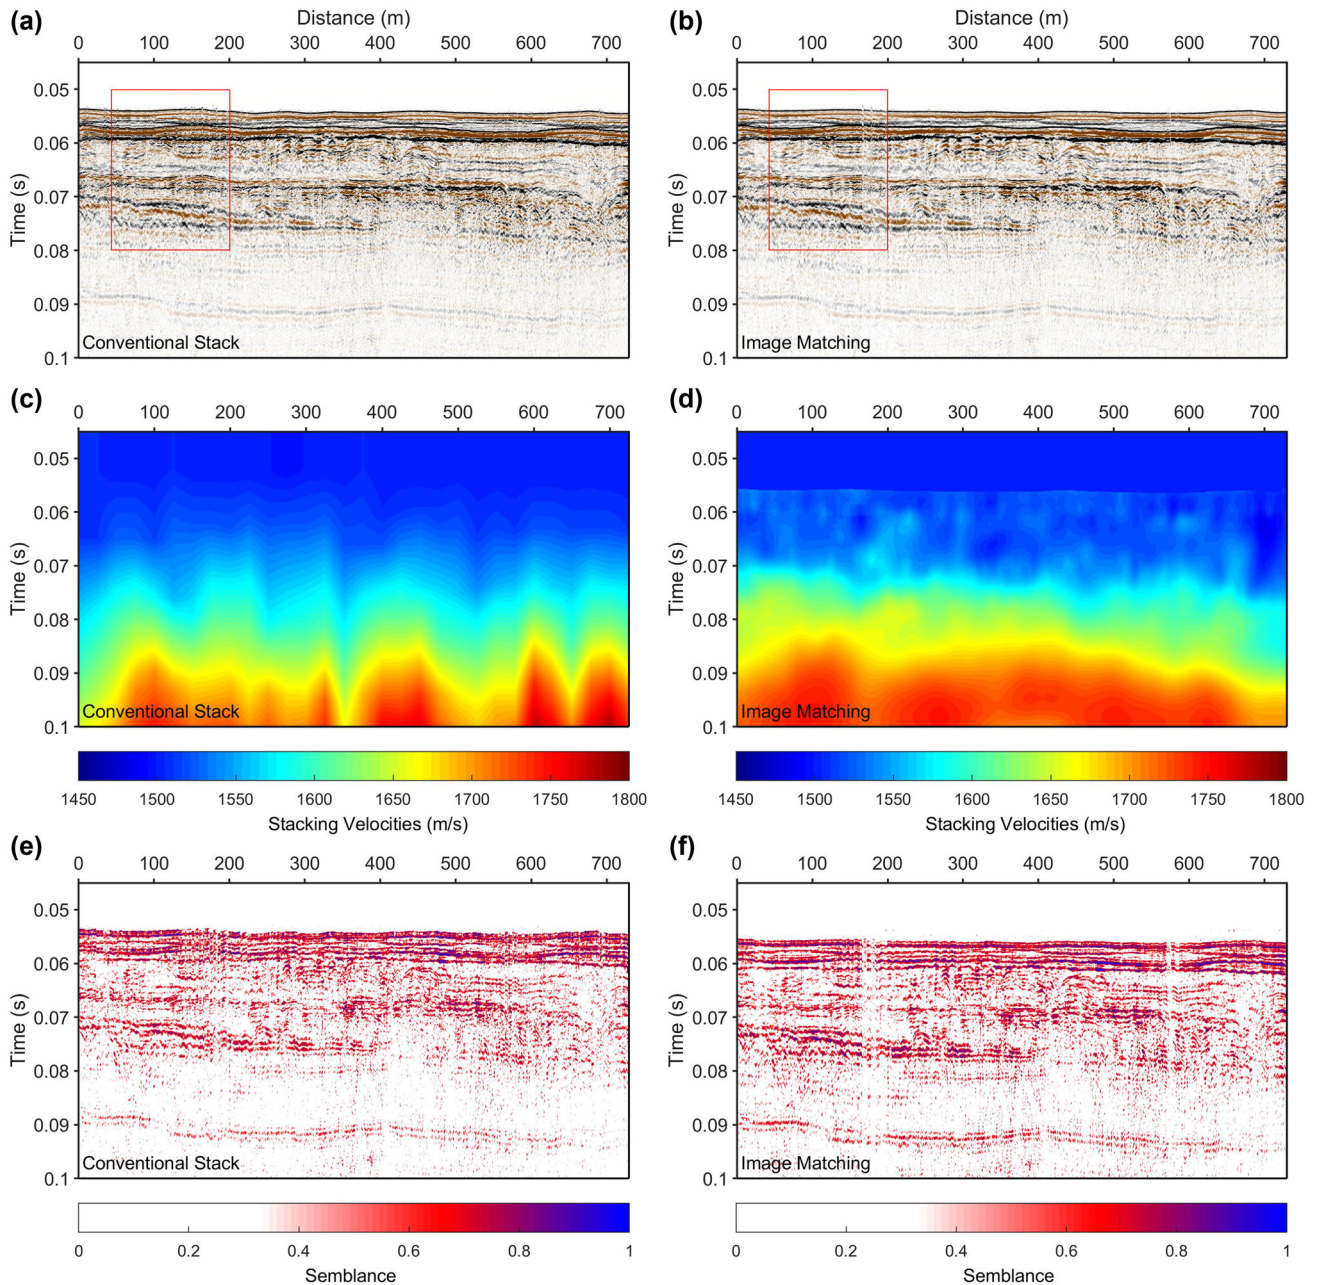 (a) Distance (m) (b) Distance (m)
0 100 200 300 400 500 600 700 0 100 200 300 400 500 600 700
0.05 0.05
0.06 0.06
0.07 0.07
Time (s) Time (s)
0.08 0.08
0.09 0.09
Conventional Stack Image Matching
0.1 0.1
(c) (d)
0 100 200 300 400 500 600 700 0 100 200 300 400 500 600 700
0.05 0.05
0.06 0.06
0.07 0.07
Time (s) Time (s)
0.08 0.08
0.09 0.09
Conventional Stack Image Matching
0.1 0.1
1450 1500 1550 1600 1650 1700 1750 1800 1450 1500 1550 1600 1650 1700 1750 1800
Stacking Velocities (m/s) Stacking Velocities (m/s)
(e) (f)
0 100 200 300 400 500 600 700 0 100 200 300 400 500 600 700
0.05 0.05
0.06 0.06
0.07 0.07
Time (s) Time (s)
0.08 0.08
0.09 0.09
Conventional Stack Image Matching
0.1 0.1
0 0.2 0.4 0.6 0.8 1 0 0.2 0.4 0.6 0.8 1
Semblance Semblance